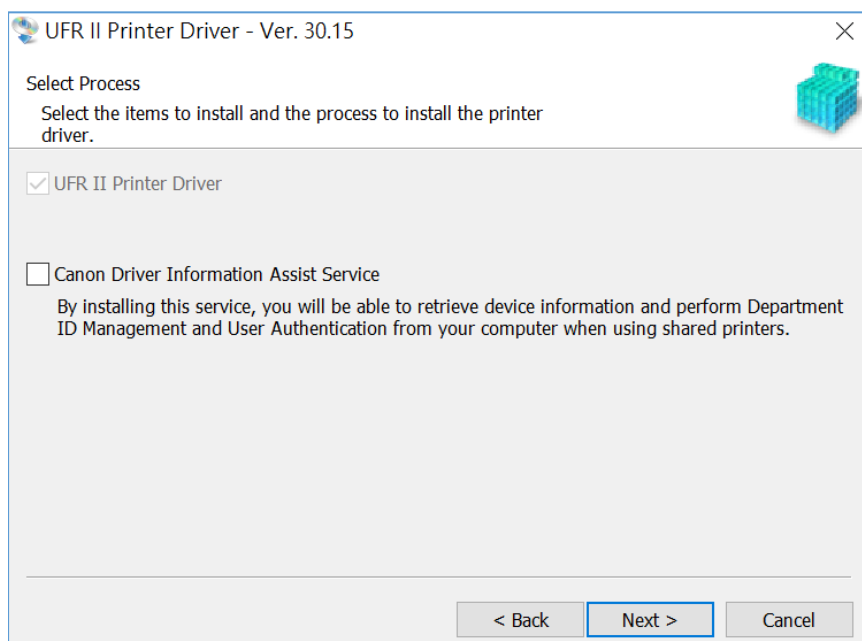 UFR II Printer Driver - Ver. 30.15
Select Process
Select the items to install and the process to install the printer
driver.
UFR II Printer Driver
Canon Driver Information Assist Service
By installing this service, you will be able to retrieve device information and perform Department
ID Management and User Authentication from your computer when using shared printers.
< Back Next > Cancel